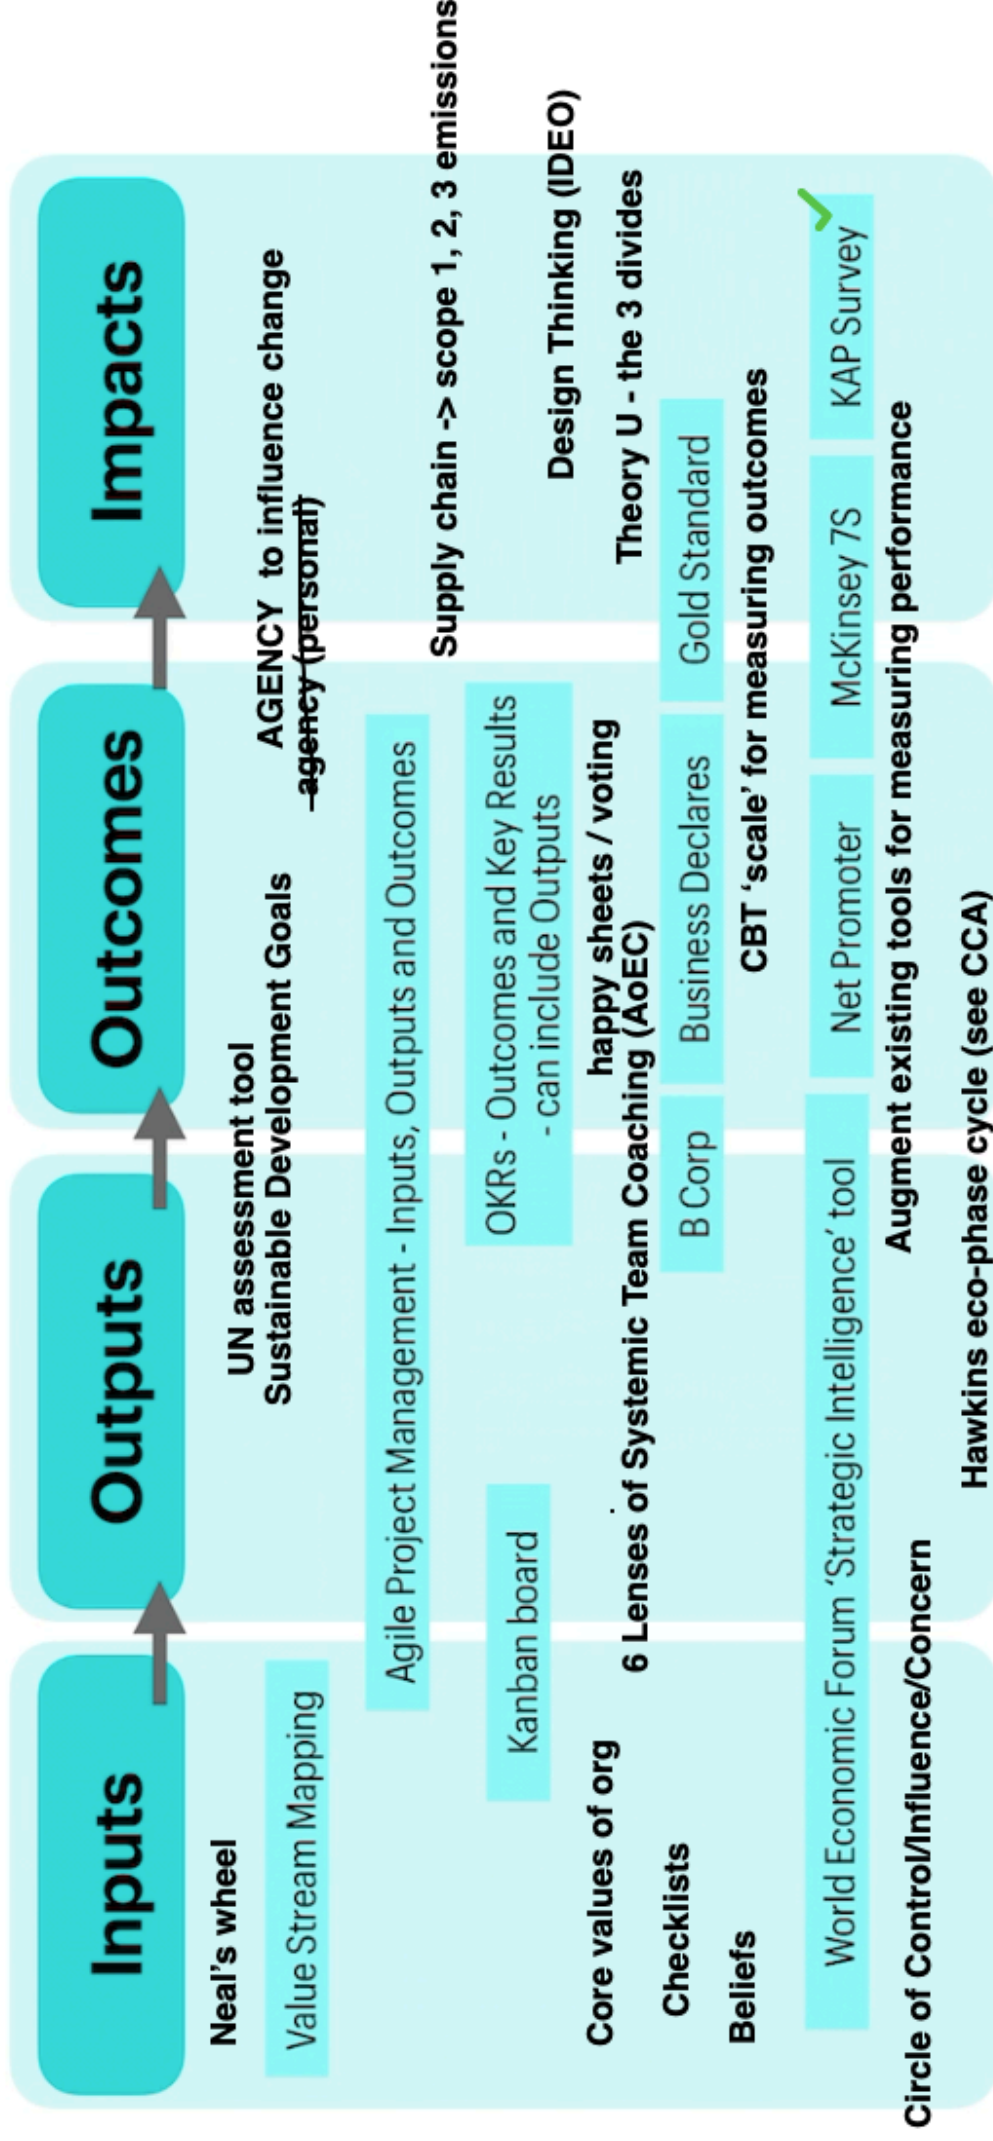 Inputs
Outputs
Outcomes
Impacts
Neal's wheel
UN assessment tool
Sustainable Development Goals
AGENCY to influence change
agency (personal)
Value Stream Mapping
Agile Project Management - Inputs, Outputs and Outcomes
Supply chain -> scope 1, 2, 3 emissions
Kanban board
OKRs - Outcomes and Key Results
- can include Outputs
Design Thinking (IDEO)
Core values of org
happy sheets / voting
6 Lenses of Systemic Team Coaching (AoEC)
Theory U - the 3 divides
Checklists
B Corp
Business Declares
Gold Standard
Beliefs
CBT 'scale' for measuring outcomes
World Economic Forum 'Strategic Intelligence' tool
Net Promoter
McKinsey 7S
KAP Survey
Circle of Control/Influence/Concern
Augment existing tools for measuring performance
Hawkins eco-phase cycle (see CCA)